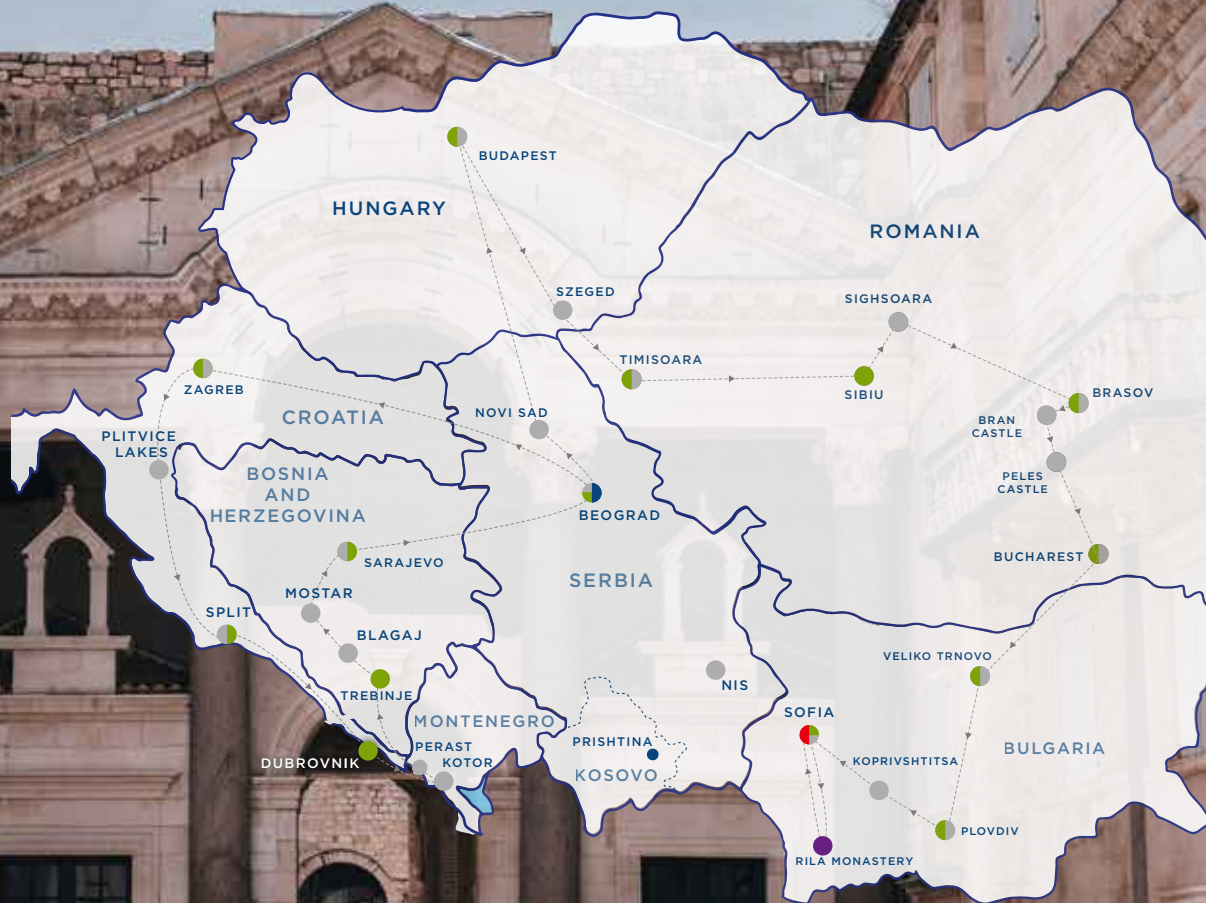 BUDAPEST
HUNGARY
ROMANIA
SZEGED
SIGHSOARA
TIMISOARA
ZAGREB
SIBIU
BRASOV
CROATIA
NOVI SAD
BRAN
CASTLE
PLITVICE
LAKES
BOSNIA
AND
HERZEGOVINA
PELES
CASTLE
BEOGRAD
BUCHAREST
SARAJEVO
SERBIA
MOSTAR
SPLIT
BLAGAJ
VELIKO TRNOVO
NIS
TREBINJE
SOFIA
MONTENEGRO
PRISHTINA
BULGARIA
PERAST
KOTOR
DUBROVNIK
KOPRIVSHTITSA
KOSOVO
PLOVDIV
RILA MONASTERY